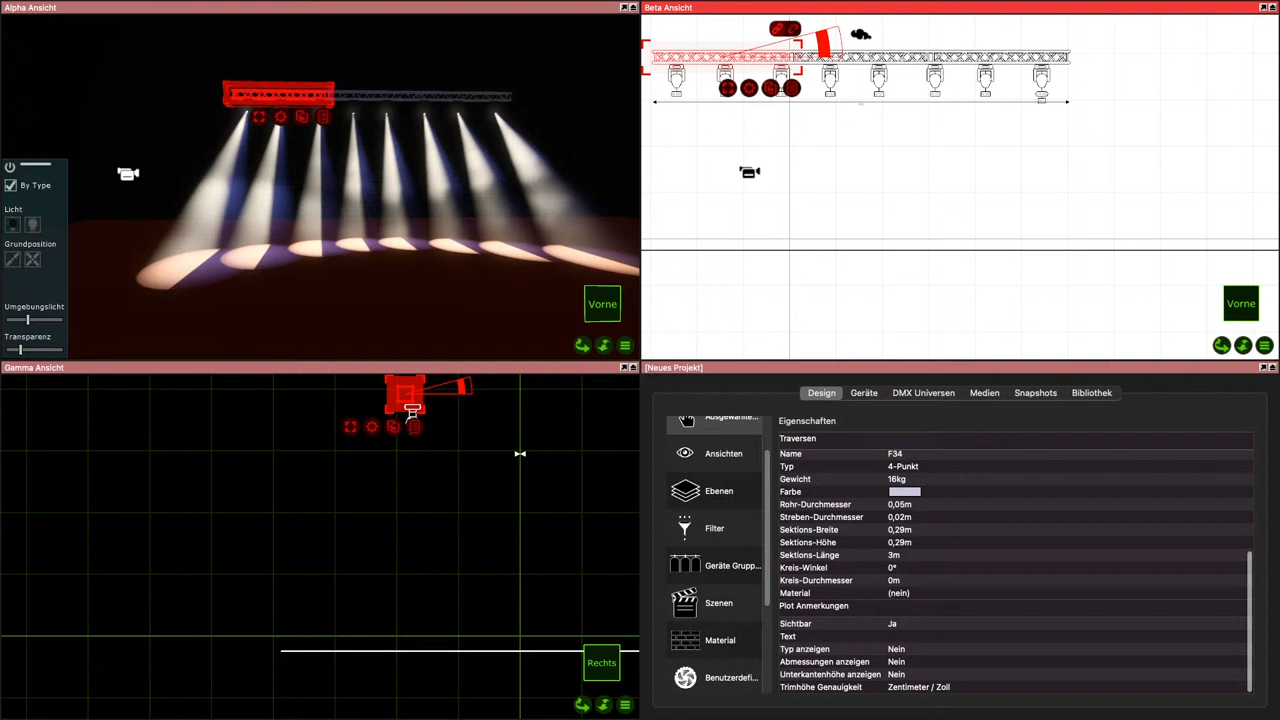 Alpha Ansicht
By Type
Licht
Grundposition
Umgebungslicht
Transparenz
Vorne
Beta Ansicht
Vorne
Gamma Ansicht
Rechts
[Neues Projekt]
Design Geräte DMX Universen Medien Snapshots Bibliothek
Ausgewählte...
Ansichten
Ebenen
Filter
Geräte Grupp...
Szenen
Material
Benutzerdefi...
Eigenschaften
Traversen
Name F34
Typ 4-Punkt
Gewicht 16kg
Farbe
Rohr-Durchmesser 0,05m
Streben-Durchmesser 0,02m
Sektions-Breite 0,29m
Sektions-Höhe 0,29m
Sektions-Länge 3m
Kreis-Winkel 0°
Kreis-Durchmesser 0m
Material (nein)
Plot Anmerkungen
Sichtbar Ja
Text
Typ anzeigen Nein
Abmessungen anzeigen Nein
Unterkantenhöhe anzeigen Nein
Trimhöhe Genauigkeit Zentimeter / Zoll